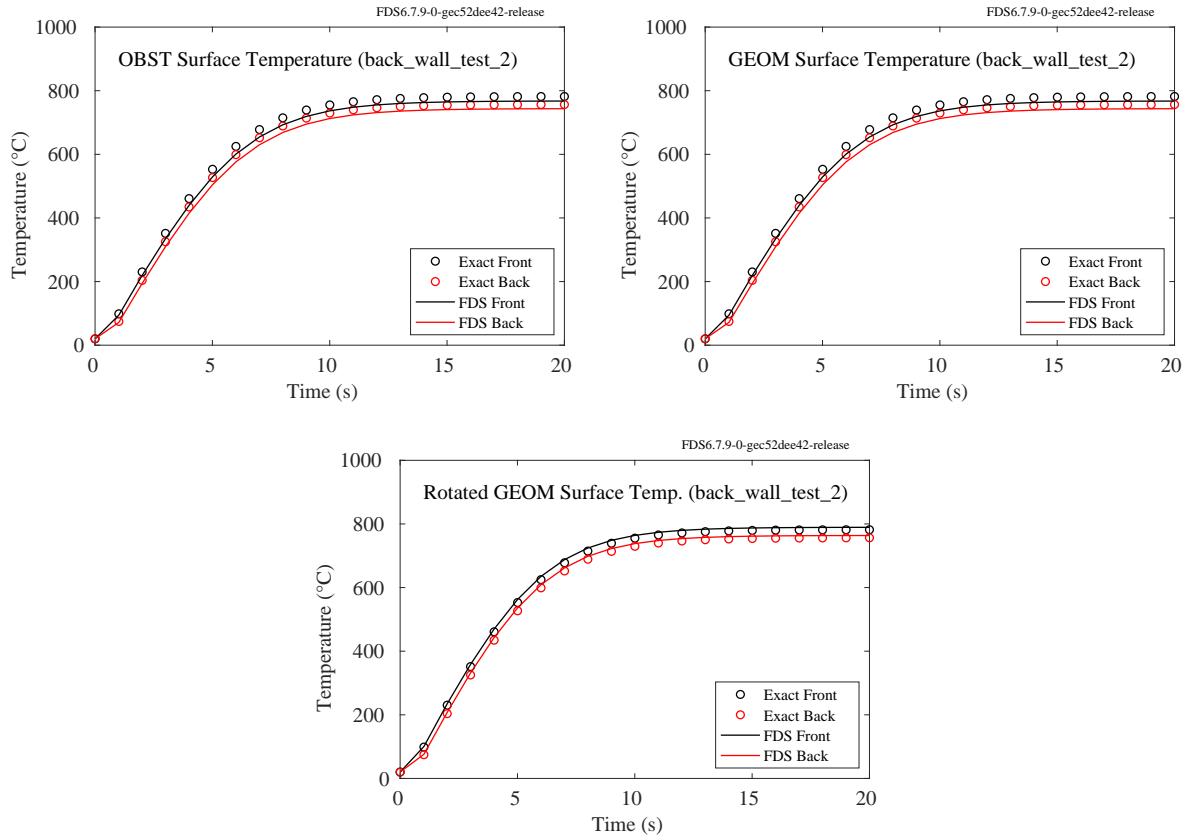 FDS6.7.9-0-gec52dee42-release
OBST Surface Temperature (back_wall_test_2)
1000
800
600
400
200
0
Temperature (°C)
Exact Front
Exact Back
FDS Front
FDS Back
0 5 10 15 20
Time (s)
FDS6.7.9-0-gec52dee42-release
GEOM Surface Temperature (back_wall_test_2)
1000
800
600
400
200
0
Temperature (°C)
Exact Front
Exact Back
FDS Front
FDS Back
0 5 10 15 20
Time (s)
FDS6.7.9-0-gec52dee42-release
Rotated GEOM Surface Temp. (back_wall_test_2)
1000
800
600
400
200
0
Temperature (°C)
Exact Front
Exact Back
FDS Front
FDS Back
0 5 10 15 20
Time (s)